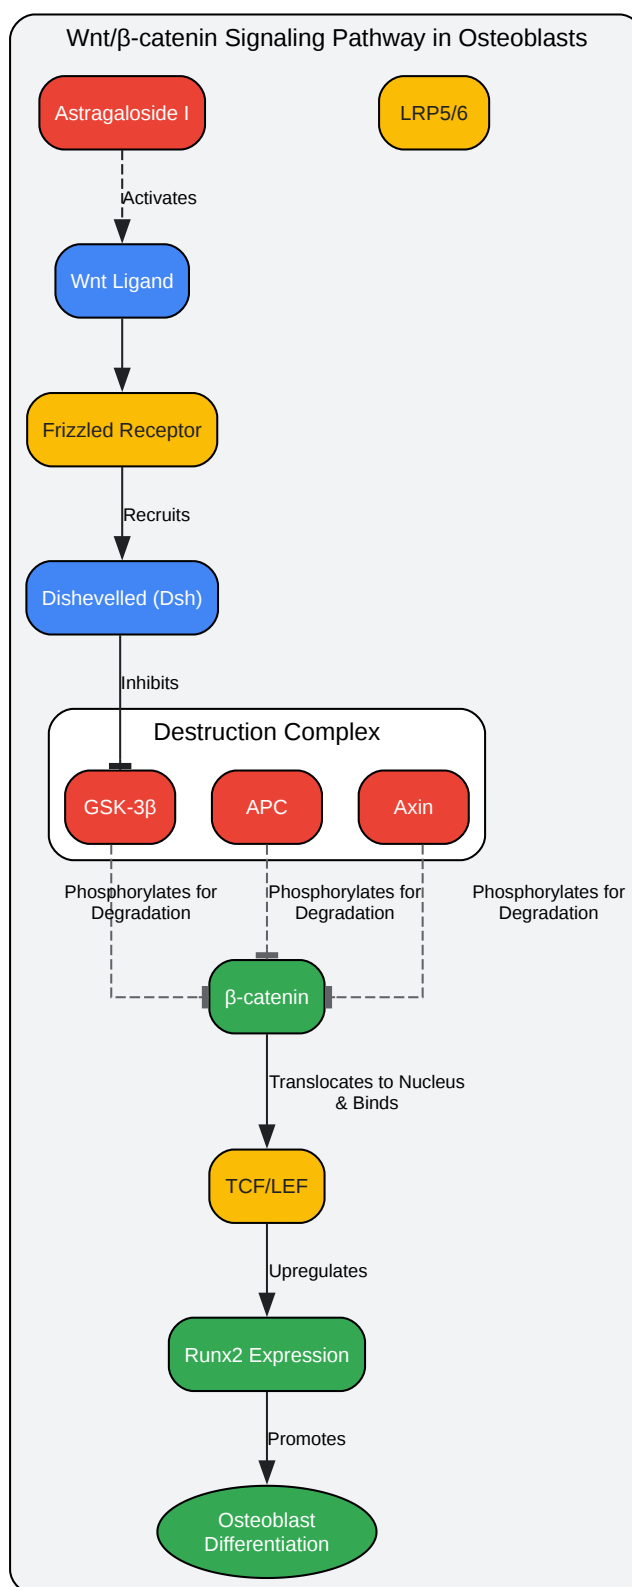 Wnt/β-catenin Signaling Pathway in Osteoblasts
Astragaloside I
LRP5/6
Activates
Wnt Ligand
Frizzled Receptor
Recruits
Dishevelled (Dsh)
Inhibits
Destruction Complex
GSK-3β
APC
Axin
Phosphorylates for
Degradation
Phosphorylates for
Degradation
Phosphorylates for
Degradation
β-catenin
Translocates to Nucleus
& Binds
TCF/LEF
Upregulates
Runx2 Expression
Promotes
Osteoblast
Differentiation